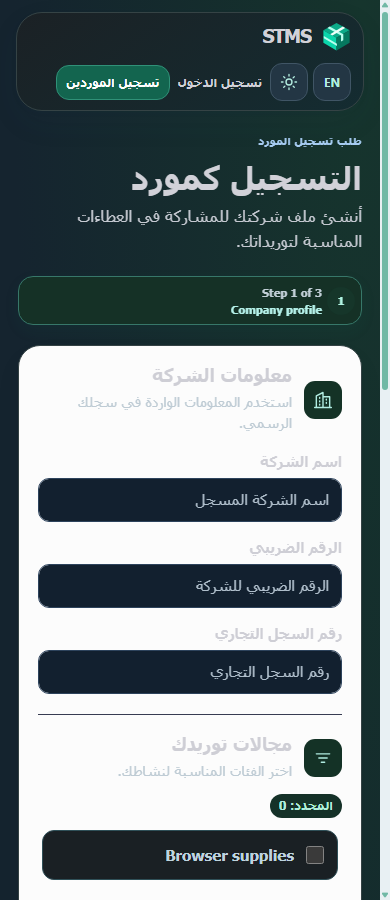 STMS
EN
تسجيل الدخول
تسجيل الموردين
طلب تسجيل المورد
التسجيل كمورد
أنشئ ملف شركتك للمشاركة في العطاءات
المناسبة لتوريداتك.
1
Step 1 of 3
Company profile
معلومات الشركة
استخدم المعلومات الواردة في سجلك
الرسمي.
اسم الشركة
اسم الشركة المسجل
الرقم الضريبي
الرقم الضريبي للشركة
رقم السجل التجاري
رقم السجل التجاري
مجالات توريدك
اختر الفئات المناسبة لنشاطك.
المحدد: 0
Browser supplies